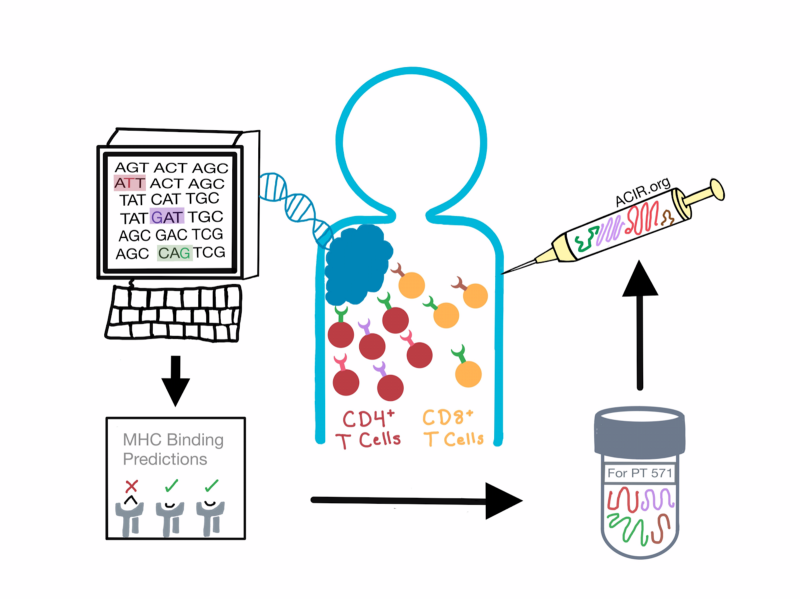 AGT ACT AGC
ATT ACT AGC
TAT CAT TGC
TAT GAT TGC
AGC GAC TCG
AGC CAG TCG
MHC Binding
Predictions
CD4+
T Cells
CD8+
T Cells
ACIR.org
For PT 571